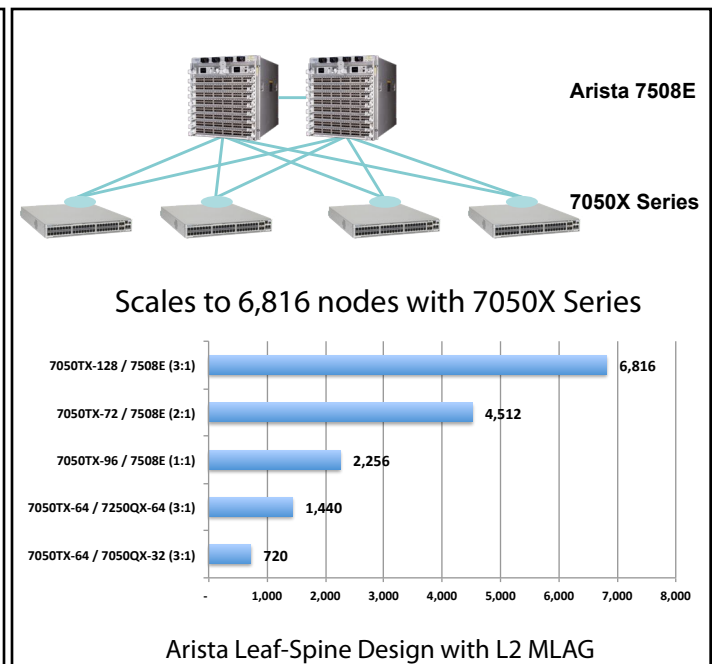 Arista 7508E
7050X Series
Scales to 6,816 nodes with 7050X Series
7050TX-128 / 7508E (3:1)
6,816
7050TX-72 / 7508E (2:1)
4,512
7050TX-96 / 7508E (1:1)
2,256
7050TX-64 / 7250QX-64 (3:1)
1,440
7050TX-64 / 7050QX-32 (3:1)
720
- 1,000 2,000 3,000 4,000 5,000 6,000 7,000 8,000
Arista Leaf-Spine Design with L2 MLAG